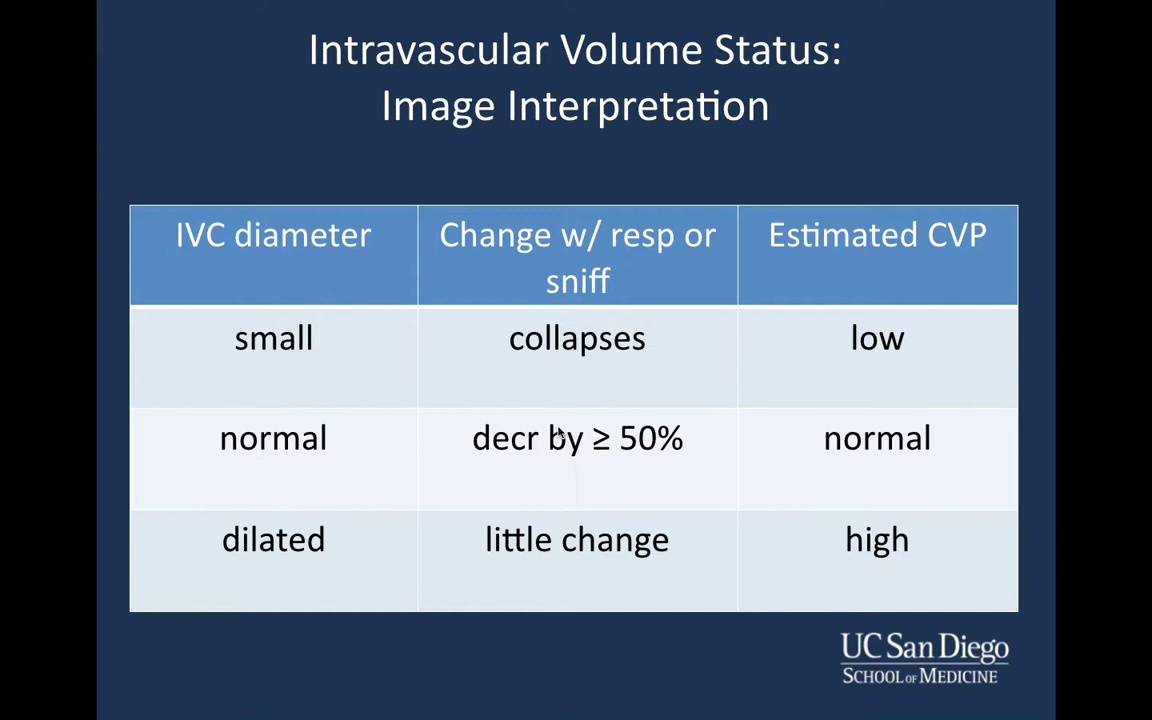 Intravascular Volume Status:
Image Interpretation
IVC diameter
Change w/ resp or
sniff
Estimated CVP
small
collapses
low
normal
decr by ≥ 50%
normal
dilated
little change
high
UC San Diego
SCHOOL OF MEDICINE